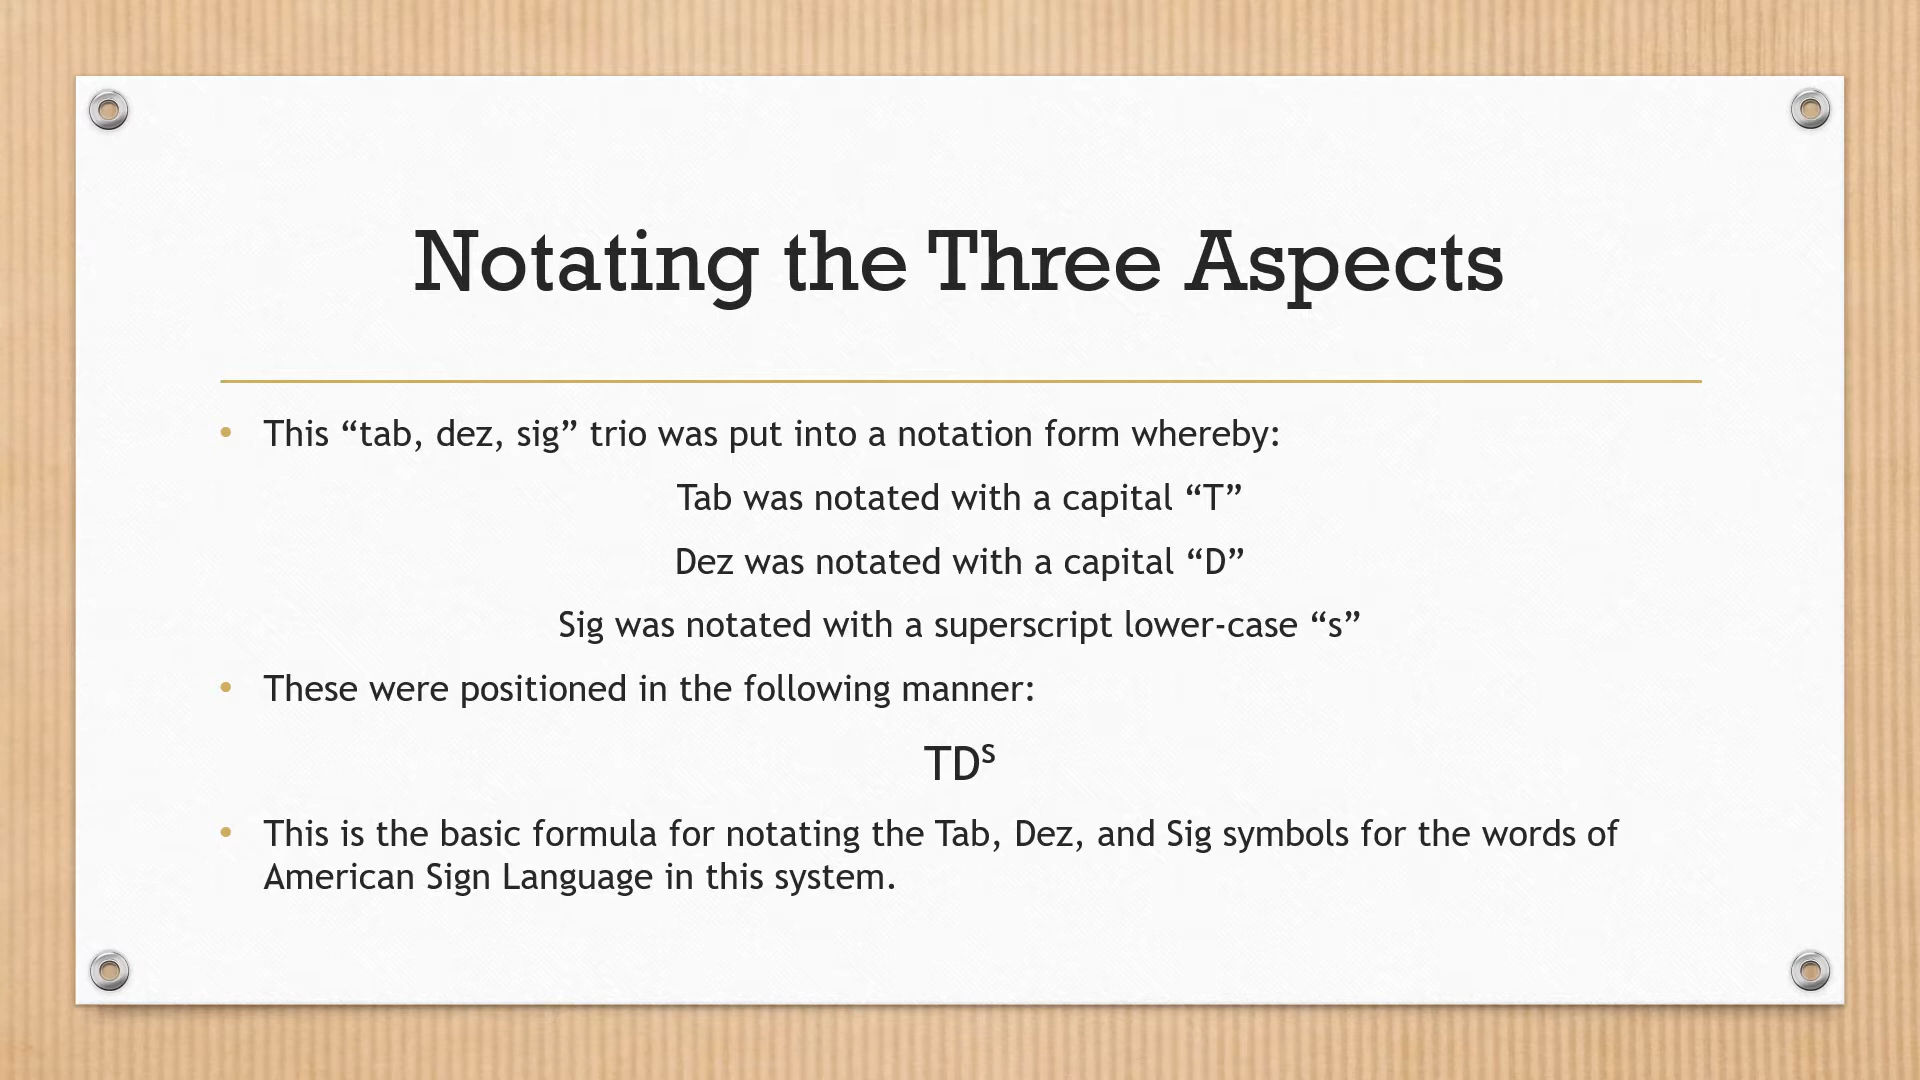 Notating the Three Aspects
• This “tab, dez, sig” trio was put into a notation form whereby:
Tab was notated with a capital “T”
Dez was notated with a capital “D”
Sig was notated with a superscript lower-case “s”
• These were positioned in the following manner:
TDˢ
• This is the basic formula for notating the Tab, Dez, and Sig symbols for the words of
American Sign Language in this system.